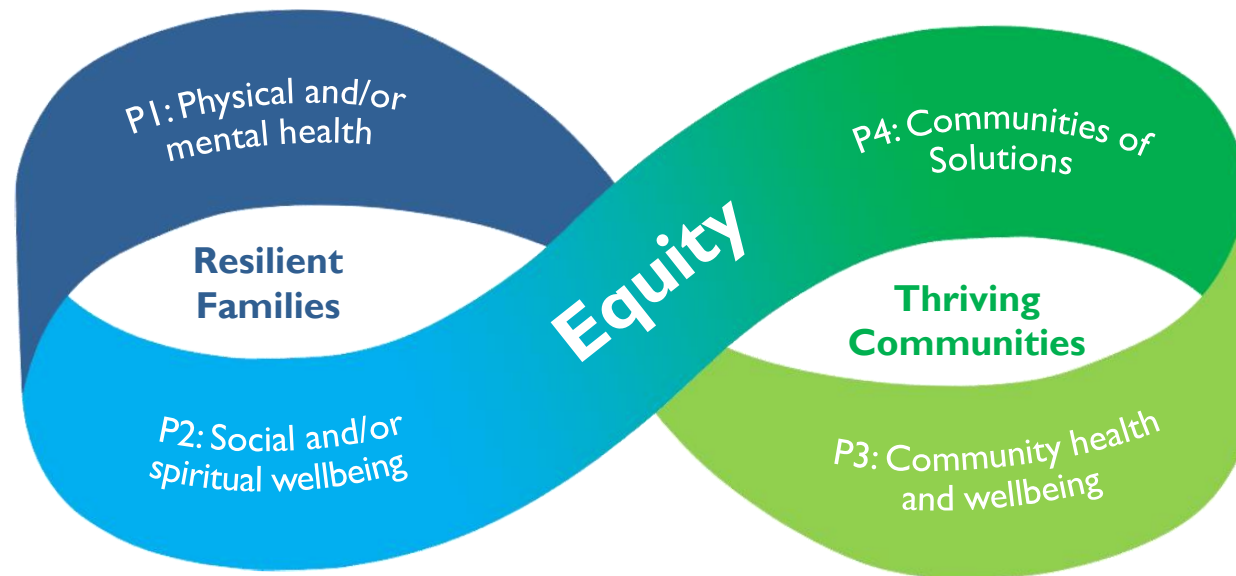 P1: Physical and/or
mental health
Resilient
Families
P2: Social and/or
spiritual wellbeing
Equity
P4: Communities of
Solutions
Thriving
Communities
P3: Community health
and wellbeing